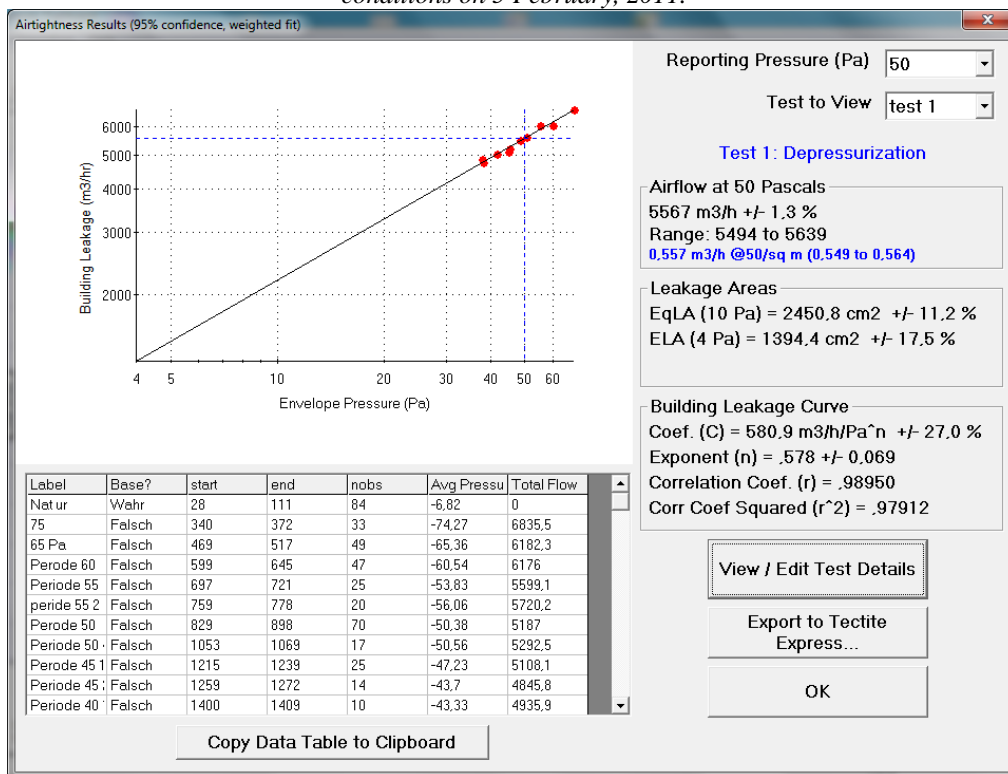 conditions on 5 February, 2011.
Airtightness Results (95% confidence, weighted fit)
x
Reporting Pressure (Pa) 50
Test to View test 1
Test 1: Depressurization
Airflow at 50 Pascals
5567 m3/h +/- 1,3 %
Range: 5494 to 5639
0,557 m3/h @50/sq m (0,549 to 0,564)
Leakage Areas
EqLA (10 Pa) = 2450,8 cm2 +/- 11,2 %
ELA (4 Pa) = 1394,4 cm2 +/- 17,5 %
Building Leakage Curve
Coef. (C) = 580,9 m3/h/Pa^n +/- 27,0 %
Exponent (n) = ,578 +/- 0,069
Correlation Coef. (r) = ,98950
Corr Coef Squared (r^2) = ,97912
View / Edit Test Details
Export to Tectite
Express...
OK
Building Leakage (m3/hr)
6000
5000
4000
3000
2000
4 5 10 20 30 40 50 60
Envelope Pressure (Pa)
Label Base? start end nobs Avg Pressu Total Flow
Natur Wahr 28 111 84 -6,82 0
75 Falsch 340 372 33 -74,27 6835,5
65 Pa Falsch 469 517 49 -65,36 6182,3
Perode 60 Falsch 599 645 47 -60,54 6176
Periode 55 Falsch 697 721 25 -53,83 5599,1
peride 55 2 Falsch 759 778 20 -56,06 5720,2
Perode 50 Falsch 829 898 70 -50,38 5187
Periode 50 Falsch 1053 1069 17 -50,56 5292,5
Perode 45 1 Falsch 1215 1239 25 -47,23 5108,1
Periode 45 Falsch 1259 1272 14 -43,7 4845,8
Periode 40 Falsch 1400 1409 10 -43,33 4935,9
Copy Data Table to Clipboard